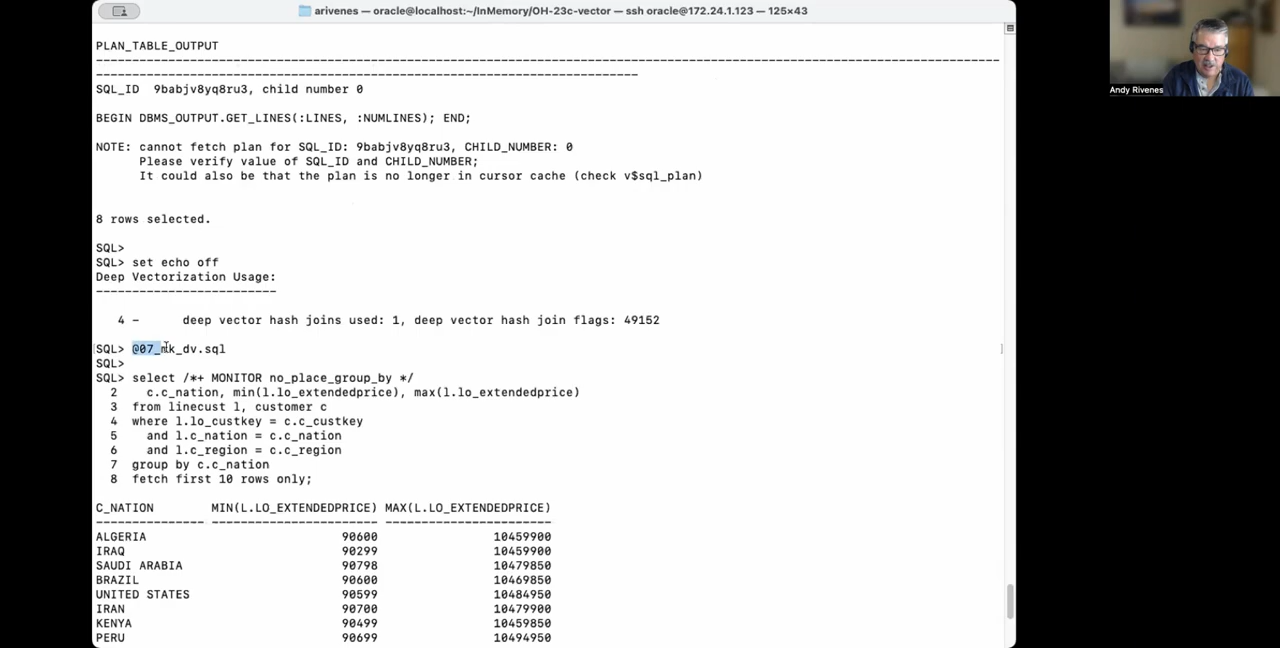 arivenes — oracle@localhost:~/InMemory/OH-23c-vector — ssh oracle@172.24.1.123 — 125×43
Andy Rivenes
PLAN_TABLE_OUTPUT
------------------------------------------------------------------------------------------------------------------------------
---------------------------------------------------------------------------
SQL_ID  9babjv8yq8ru3, child number 0
BEGIN DBMS_OUTPUT.GET_LINES(:LINES, :NUMLINES); END;
NOTE: cannot fetch plan for SQL_ID: 9babjv8yq8ru3, CHILD_NUMBER: 0
      Please verify value of SQL_ID and CHILD_NUMBER;
      It could also be that the plan is no longer in cursor cache (check v$sql_plan)
8 rows selected.
SQL>
SQL> set echo off
Deep Vectorization Usage:
-------------------------
   4 -      deep vector hash joins used: 1, deep vector hash join flags: 49152
SQL> @07_mk_dv.sql
SQL>
SQL> select /*+ MONITOR no_place_group_by */
  2    c.c_nation, min(l.lo_extendedprice), max(l.lo_extendedprice)
  3  from linecust l, customer c
  4  where l.lo_custkey = c.c_custkey
  5    and l.c_nation = c.c_nation
  6    and l.c_region = c.c_region
  7  group by c.c_nation
  8  fetch first 10 rows only;
C_NATION        MIN(L.LO_EXTENDEDPRICE) MAX(L.LO_EXTENDEDPRICE)
--------------- ----------------------- -----------------------
ALGERIA                           90600                10459900
IRAQ                              90299                10459900
SAUDI ARABIA                      90798                10479850
BRAZIL                            90600                10469850
UNITED STATES                     90599                10484950
IRAN                              90700                10479900
KENYA                             90499                10459850
PERU                              90699                10494950